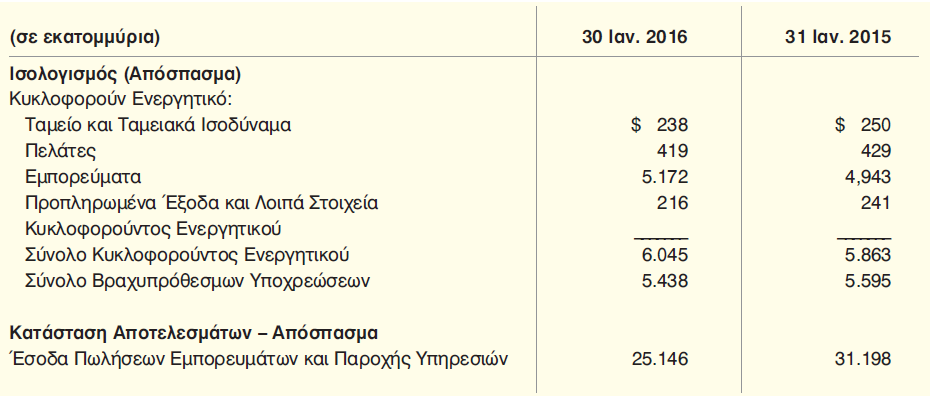 (σε εκατομμύρια) 30 Ιαν. 2016 31 Ιαν. 2015
Ισολογισμός (Απόσπασμα)
Κυκλοφορούν Ενεργητικό:
Ταμείο και Ταμειακά Ισοδύναμα $ 238 $ 250
Πελάτες 419 429
Εμπορεύματα 5.172 4,943
Προπληρωμένα Έξοδα και Λοιπά Στοιχεία 216 241
Κυκλοφορούντος Ενεργητικού
Σύνολο Κυκλοφορούντος Ενεργητικού 6.045 5.863
Σύνολο Βραχυπρόθεσμων Υποχρεώσεων 5.438 5.595
Κατάσταση Αποτελεσμάτων – Απόσπασμα
Έσοδα Πωλήσεων Εμπορευμάτων και Παροχής Υπηρεσιών 25.146 31.198